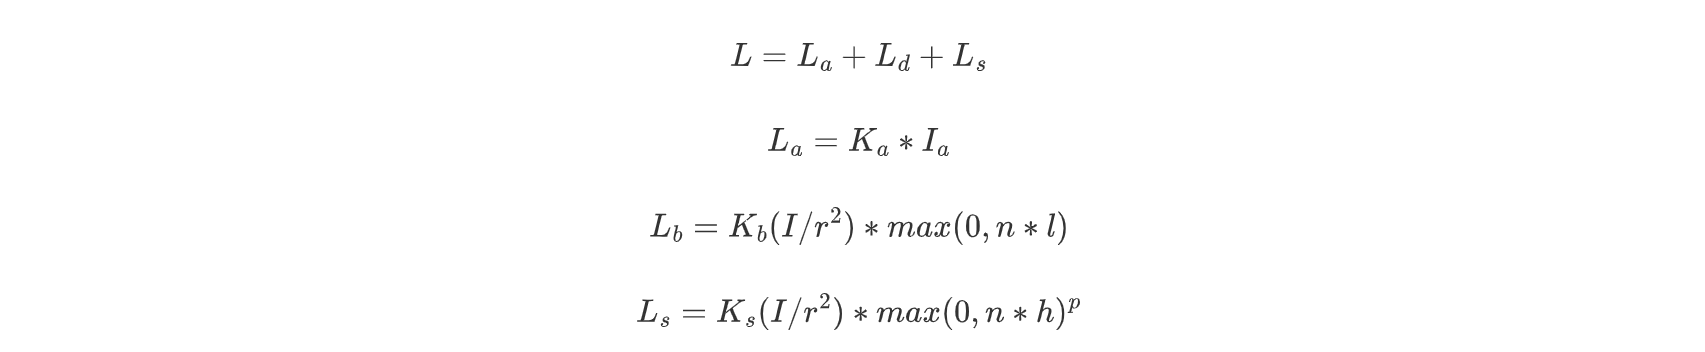 L = L_a + L_d + L_s
L_a = K_a * I_a
L_b = K_b(I/r^2) * max(0, n * l)
L_s = K_s(I/r^2) * max(0, n * h)^p